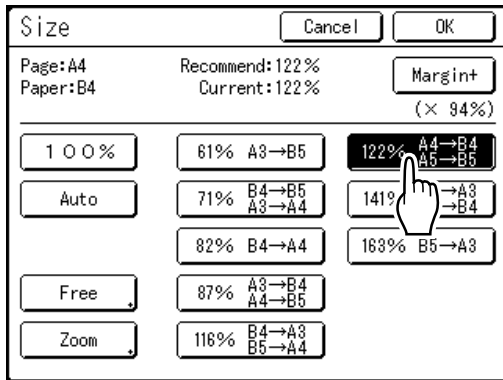 Size
Cancel
OK
Page:A4
Recommend:122%
Margin+
Paper:B4
Current:122%
(× 94%)
100%
61% A3→B5
122% A4→B4
A5→B5
Auto
71% B4→B5
A3→A4
→A3
→B4
82% B4→A4
163% B5→A3
Free
87% A3→B4
A4→B5
Zoom
116% B4→A3
B5→A4